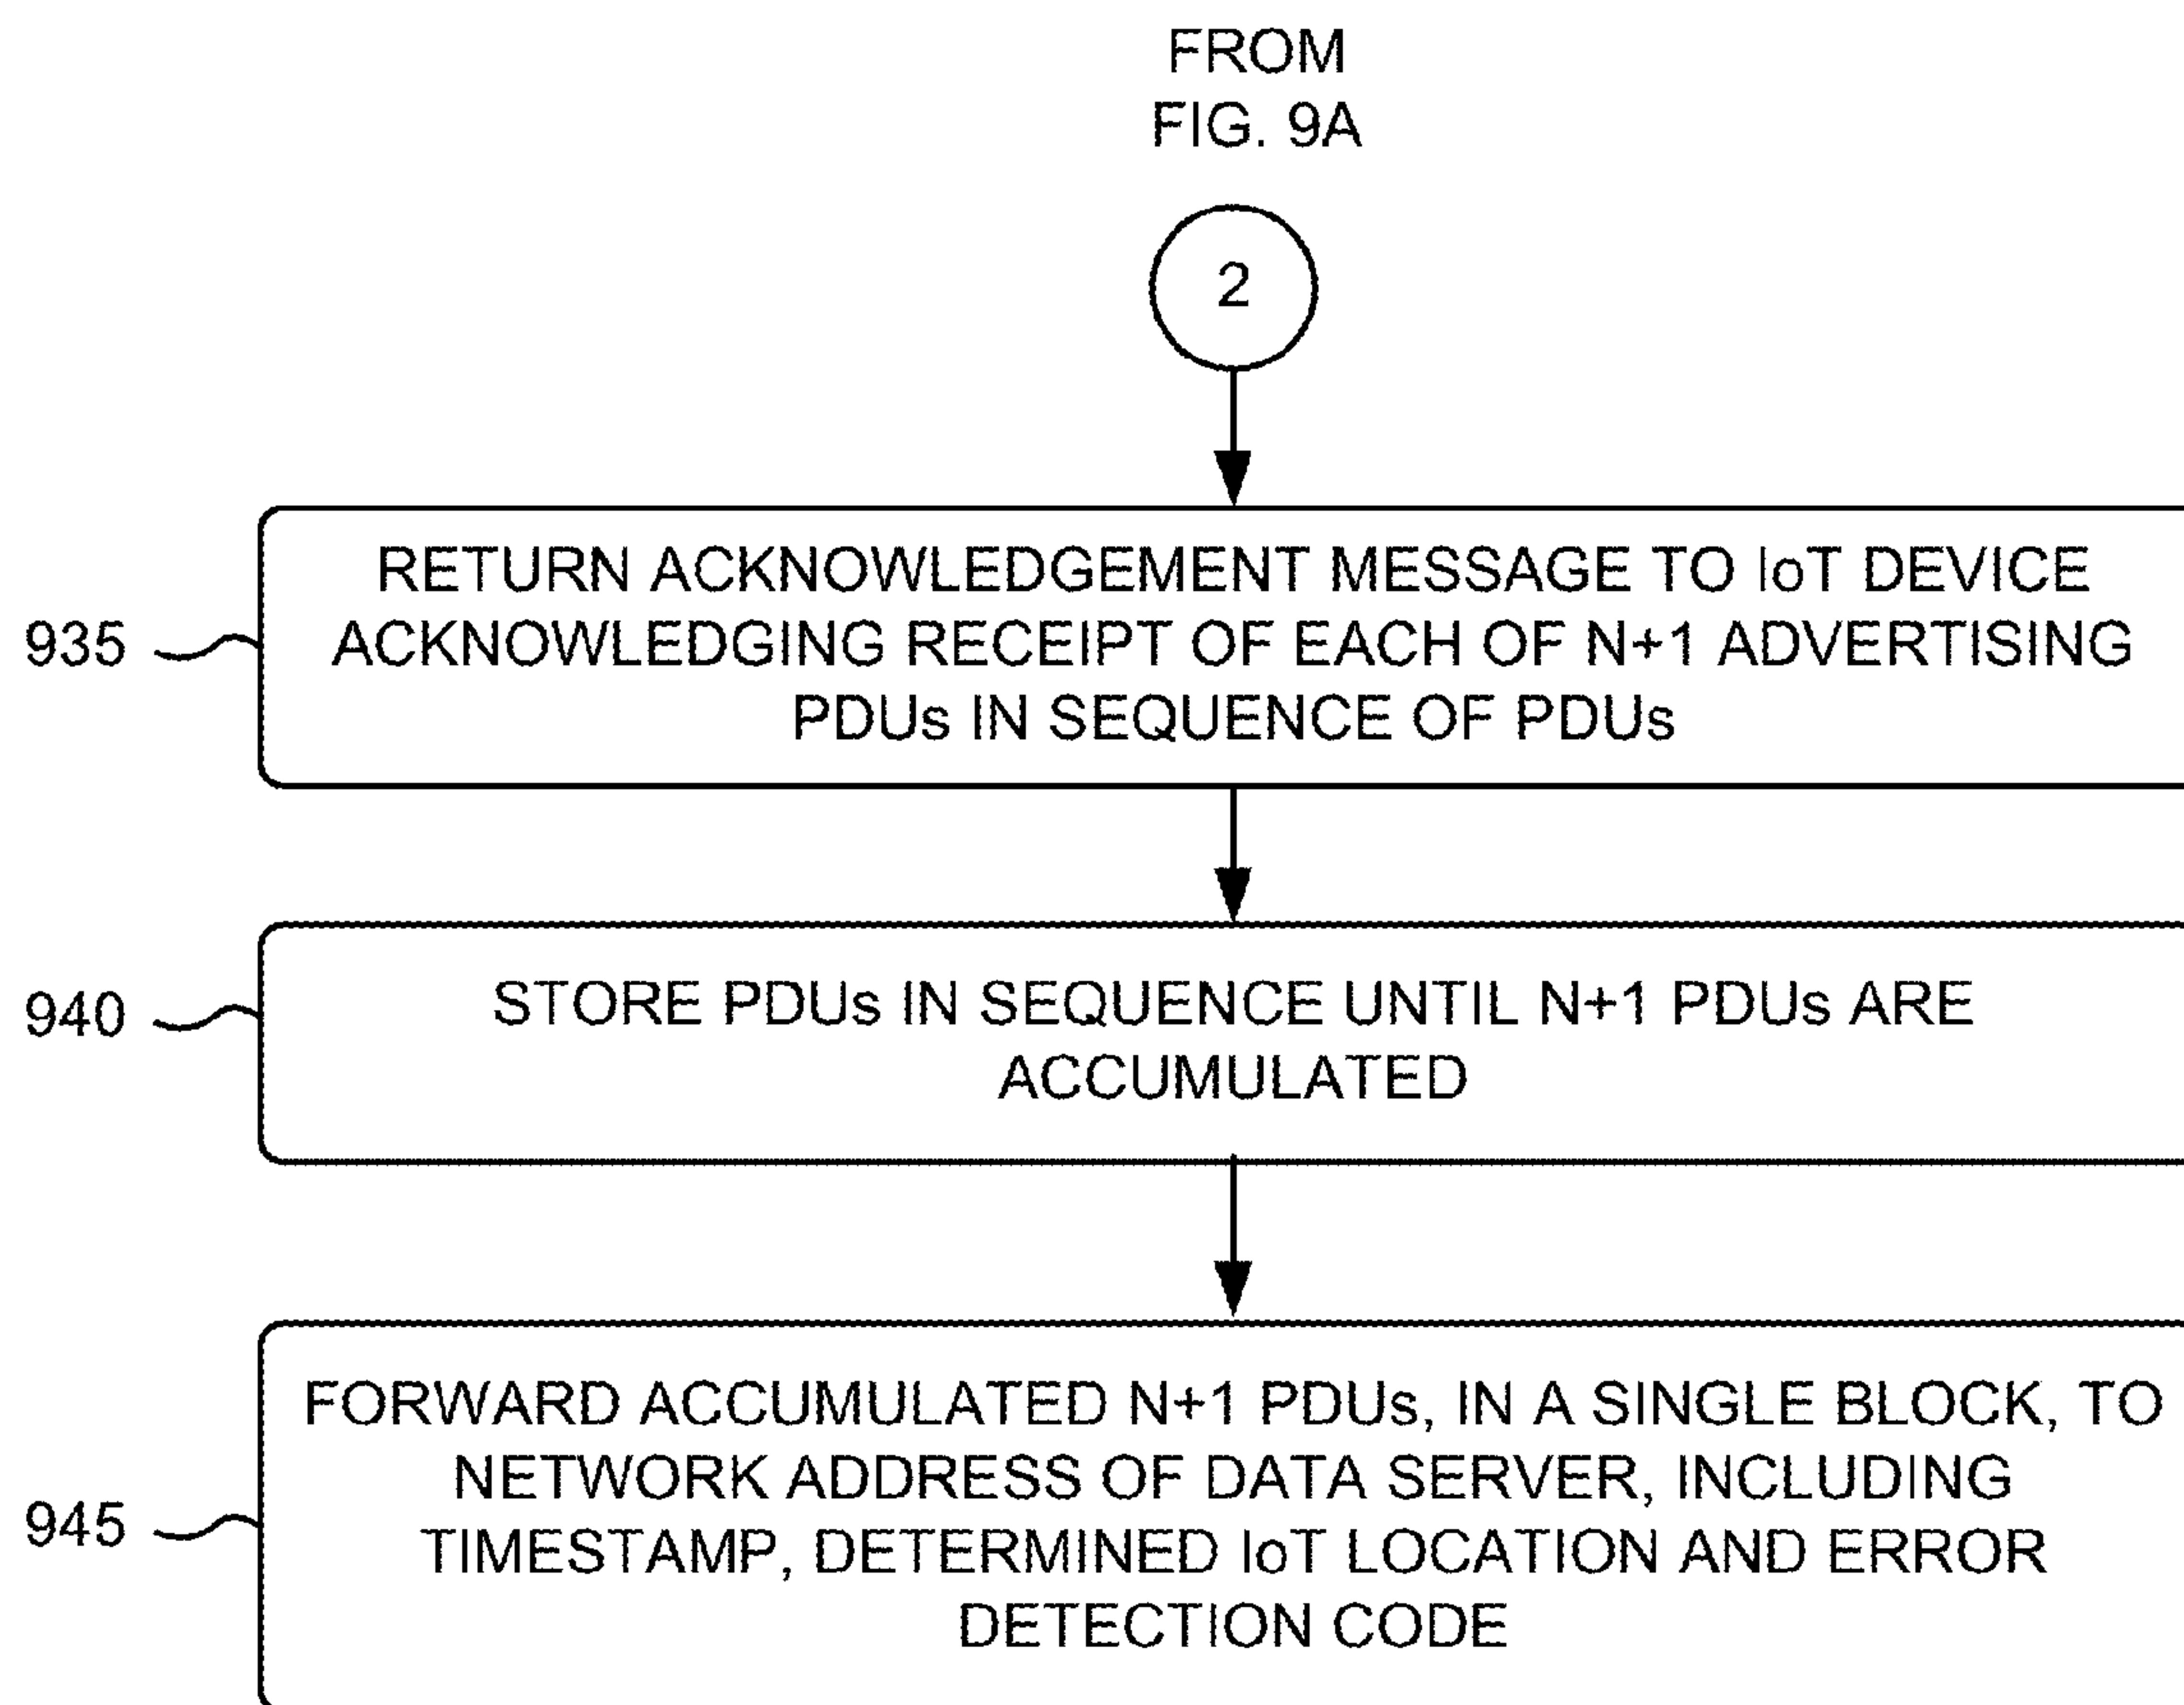 FROM
FIG. 9A
2
RETURN ACKNOWLEDGEMENT MESSAGE TO IoT DEVICE
935
ACKNOWLEDGING RECEIPT OF EACH OF N+1 ADVERTISING
PDUs IN SEQUENCE OF PDUs
940
STORE PDUs IN SEQUENCE UNTIL N+1 PDUs ARE
ACCUMULATED
FORWARD ACCUMULATED N+1 PDUs, IN A SINGLE BLOCK, TO
NETWORK ADDRESS OF DATA SERVER, INCLUDING
945
TIMESTAMP, DETERMINED IoT LOCATION AND ERROR
DETECTION CODE